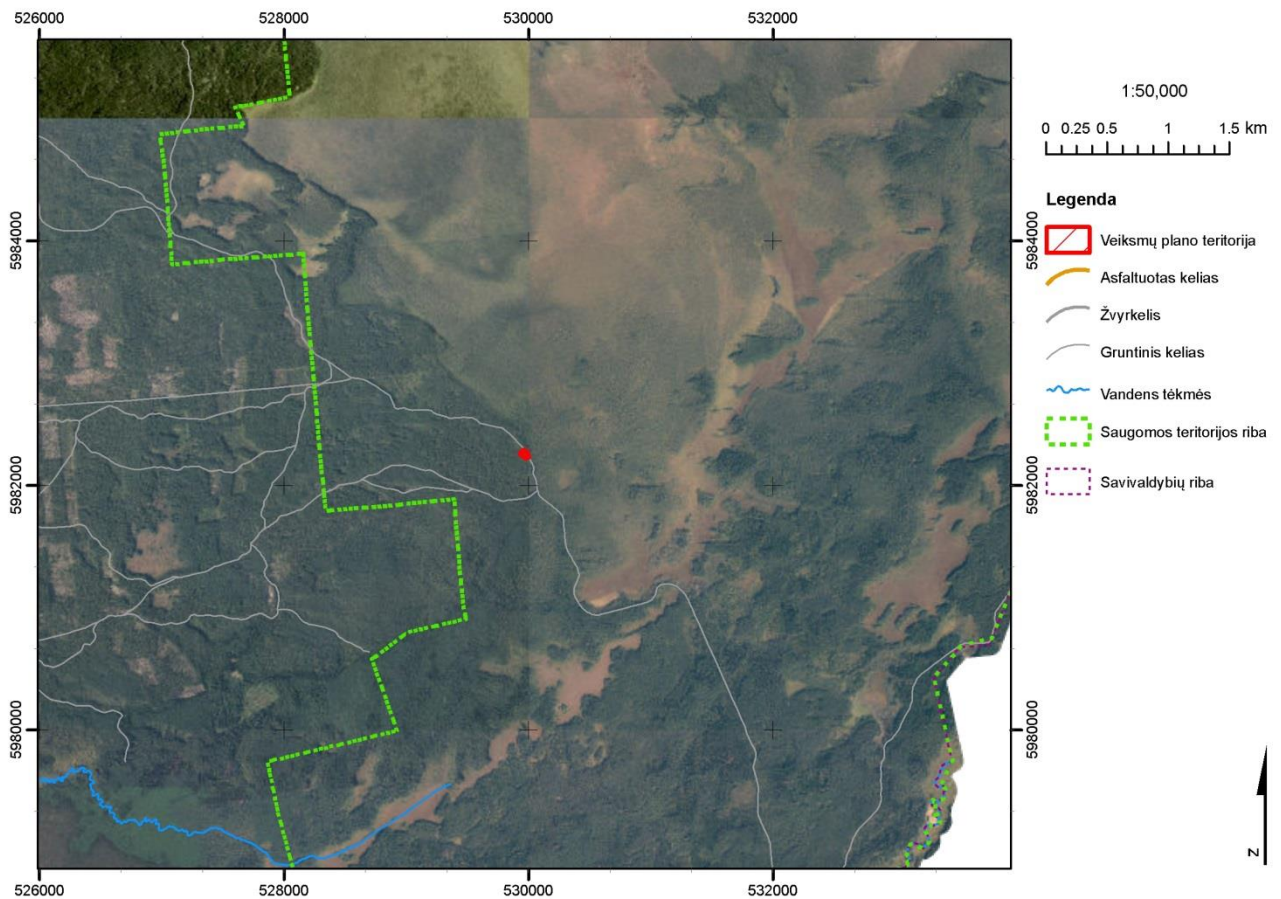 526000 528000 530000 532000
1:50,000
0 0.25 0.5 1 1.5 km
Legenda
Veiksmų plano teritorija
Asfaltuotas kelias
Žvyrkelis
Gruntinis kelias
Vandens tėkmės
Saugomos teritorijos riba
Savivaldybių riba
5984000
5984000
5982000
5982000
5980000
5980000
N
526000 528000 530000 532000